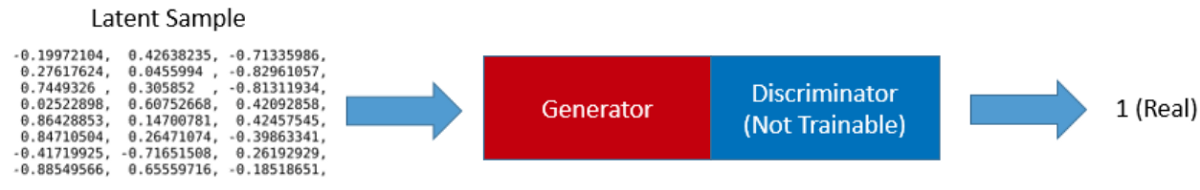 Latent Sample
-0.19972104, 0.42638235, -0.71335986,
0.27617624, 0.0455994 , -0.82961057,
0.7449326 , 0.305852  , -0.81311934,
0.02522898, 0.60752668, 0.42092858,
0.86428853, 0.14700781, 0.42457545,
0.84710504, 0.26471074, -0.39863341,
-0.41719925, -0.71651508, 0.26192929,
-0.88549566, 0.65559716, -0.18518651,
Generator
Discriminator
(Not Trainable)
1 (Real)